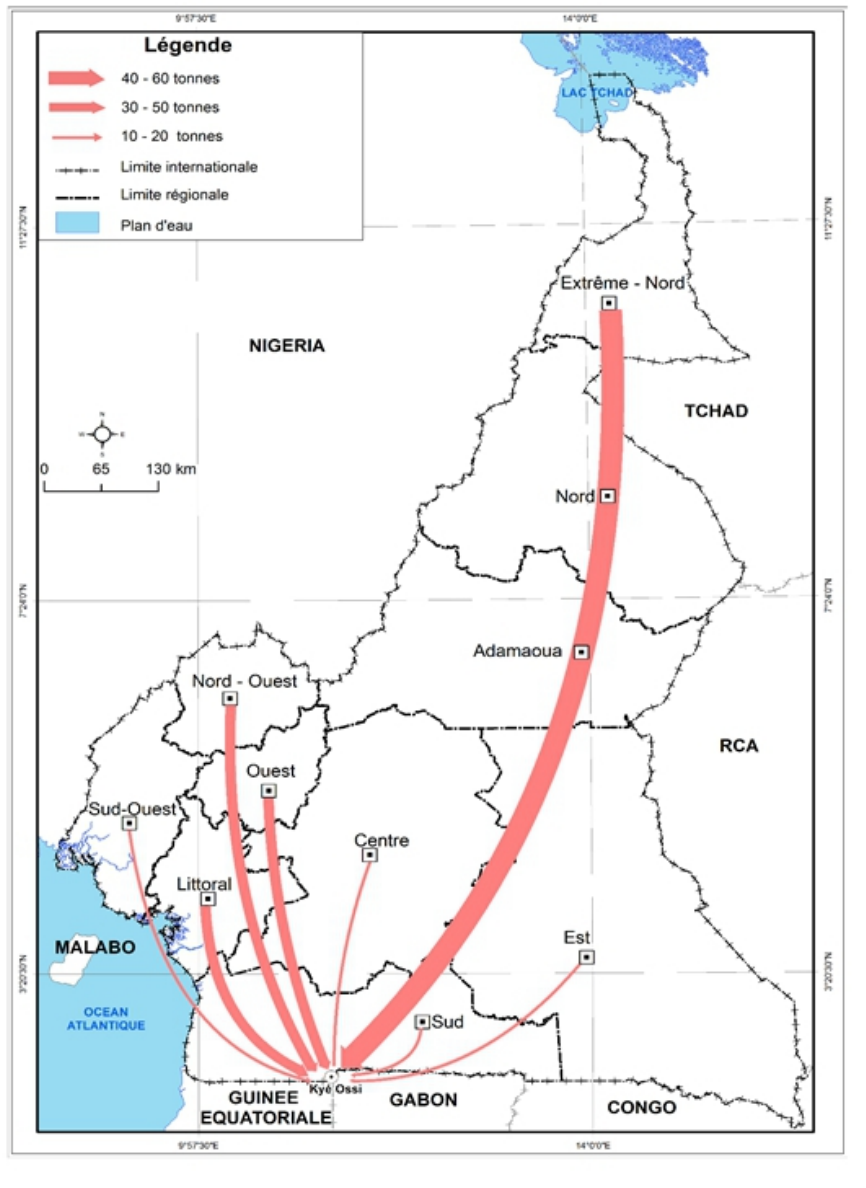 9°57'30"E
14°0'0"E
Légende
40 - 60 tonnes
30 - 50 tonnes
10 - 20 tonnes
Limite internationale
Limite régionale
Plan d'eau
LAC TCHAD
11°27'30"N
11°27'30"N
Extrême - Nord
NIGERIA
TCHAD
N
W
E
S
0 65 130 km
Nord
7°24'0"N
7°24'0"N
Adamaoua
Nord - Ouest
RCA
Ouest
Sud-Ouest
Centre
Littoral
Est
MALABO
3°20'30"N
3°20'30"N
OCEAN
ATLANTIQUE
Sud
Kyé Ossi
GUINEE
EQUATORIALE
GABON
CONGO
9°57'30"E
14°0'0"E